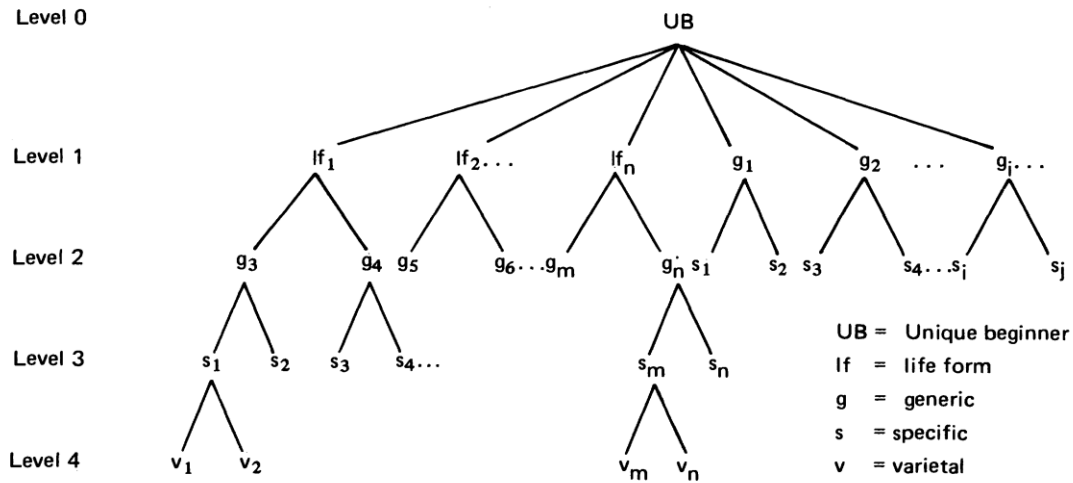 Level 0 UB
Level 1 lf₁ lf₂... lfₙ g₁ g₂ ... gᵢ...
Level 2 g₃ g₄ g₅ g₆...gₘ gₙ s₁ s₂ s₃ s₄...sᵢ sⱼ
UB = Unique beginner
Level 3 s₁ s₂ s₃ s₄... sₘ sₙ
lf = life form
g = generic
s = specific
Level 4 v₁ v₂ vₘ vₙ
v = varietal